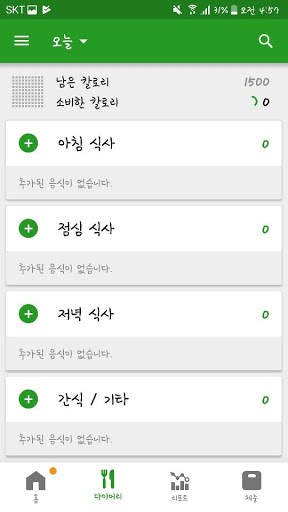 SKT 31% 오전 4:57
오늘
남은 칼로리 1500
소비한 칼로리 0
아침 식사 0
추가된 음식이 없습니다.
점심 식사 0
추가된 음식이 없습니다.
저녁 식사 0
추가된 음식이 없습니다.
간식 / 기타 0
추가된 음식이 없습니다.
홈 다이어리 리포트 체중